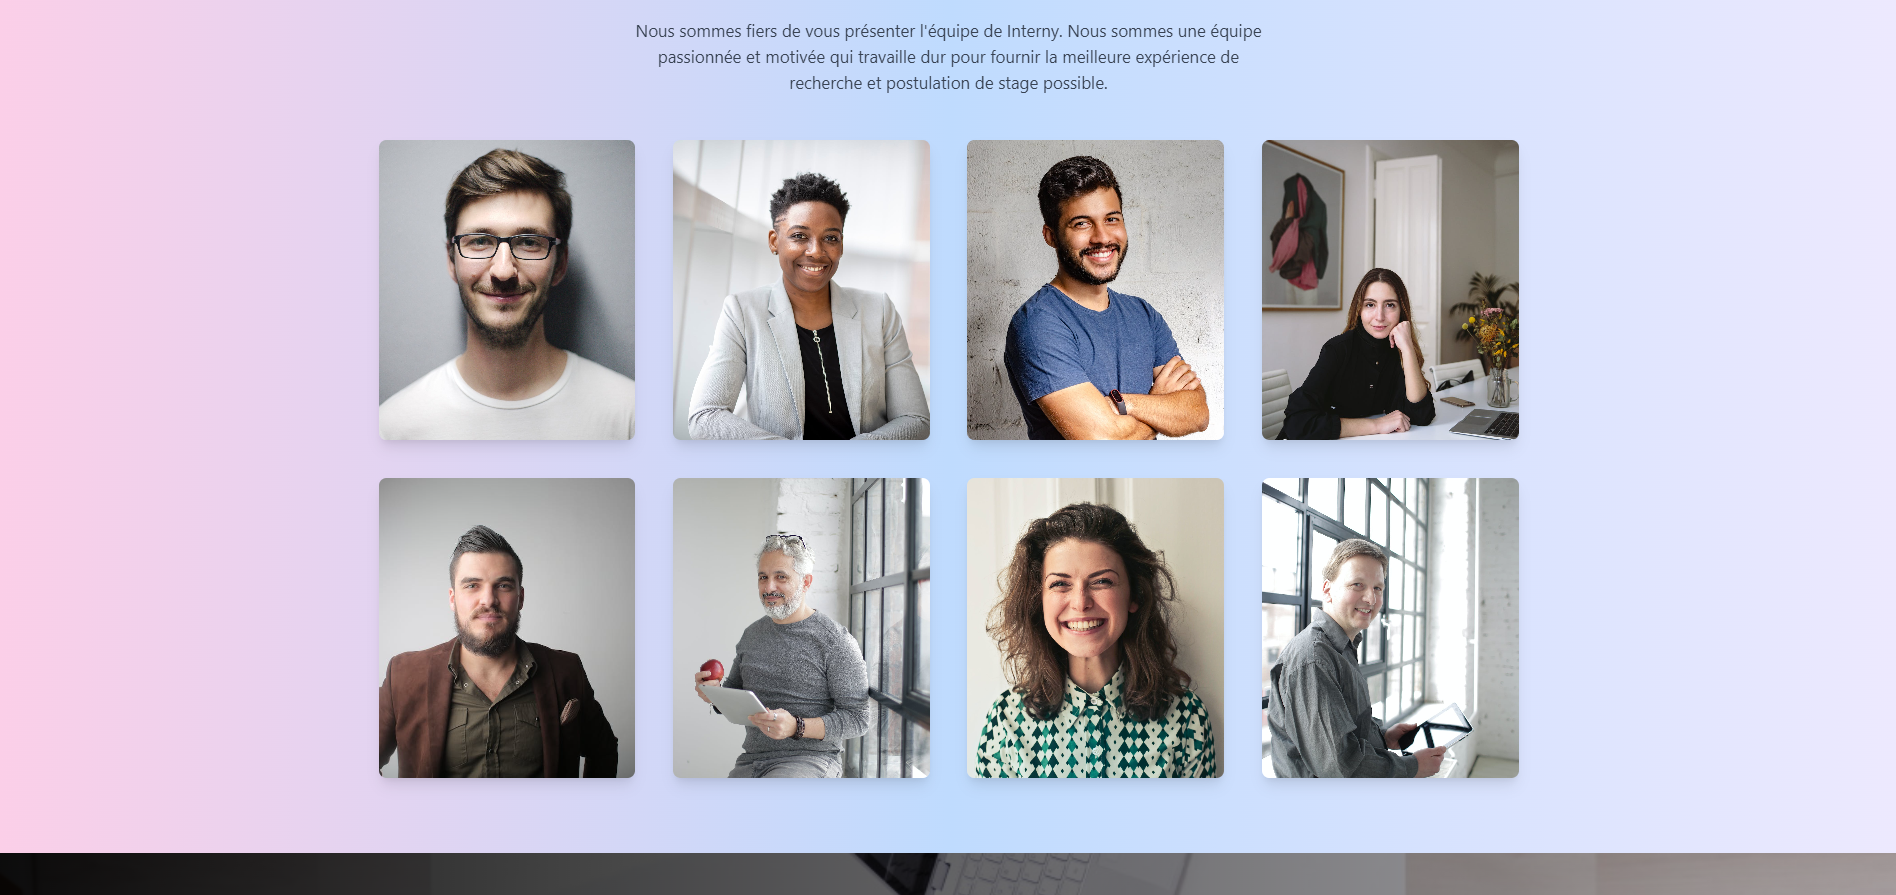 Nous sommes fiers de vous présenter l'équipe de Interny. Nous sommes une équipe
passionnée et motivée qui travaille dur pour fournir la meilleure expérience de
recherche et postulation de stage possible.